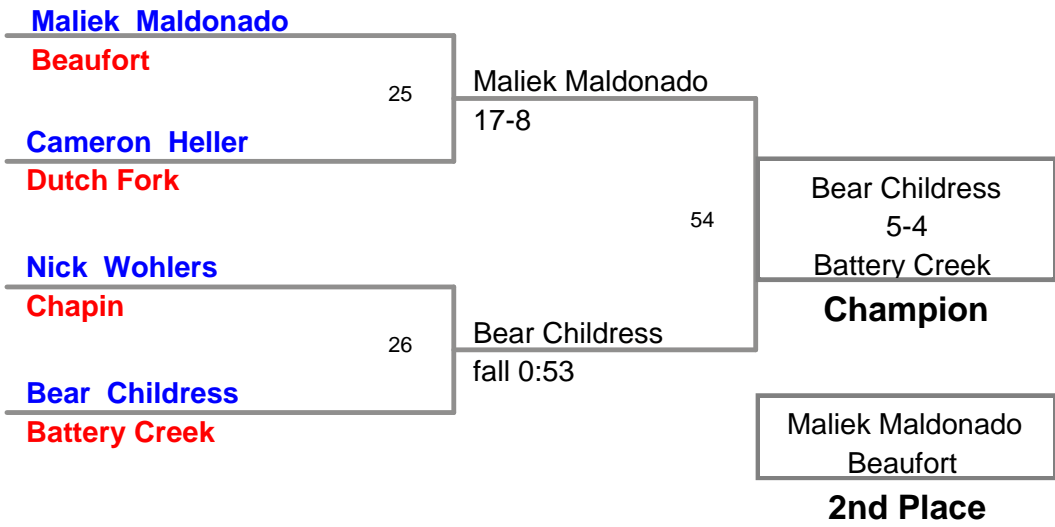 Maliek Maldonado
Beaufort
25
Maliek Maldonado
17-8
Cameron Heller
Dutch Fork
54
Bear Childress
5-4
Battery Creek
Champion
Nick Wohlers
Chapin
26
Bear Childress
fall 0:53
Bear Childress
Battery Creek
Maliek Maldonado
Beaufort
2nd Place